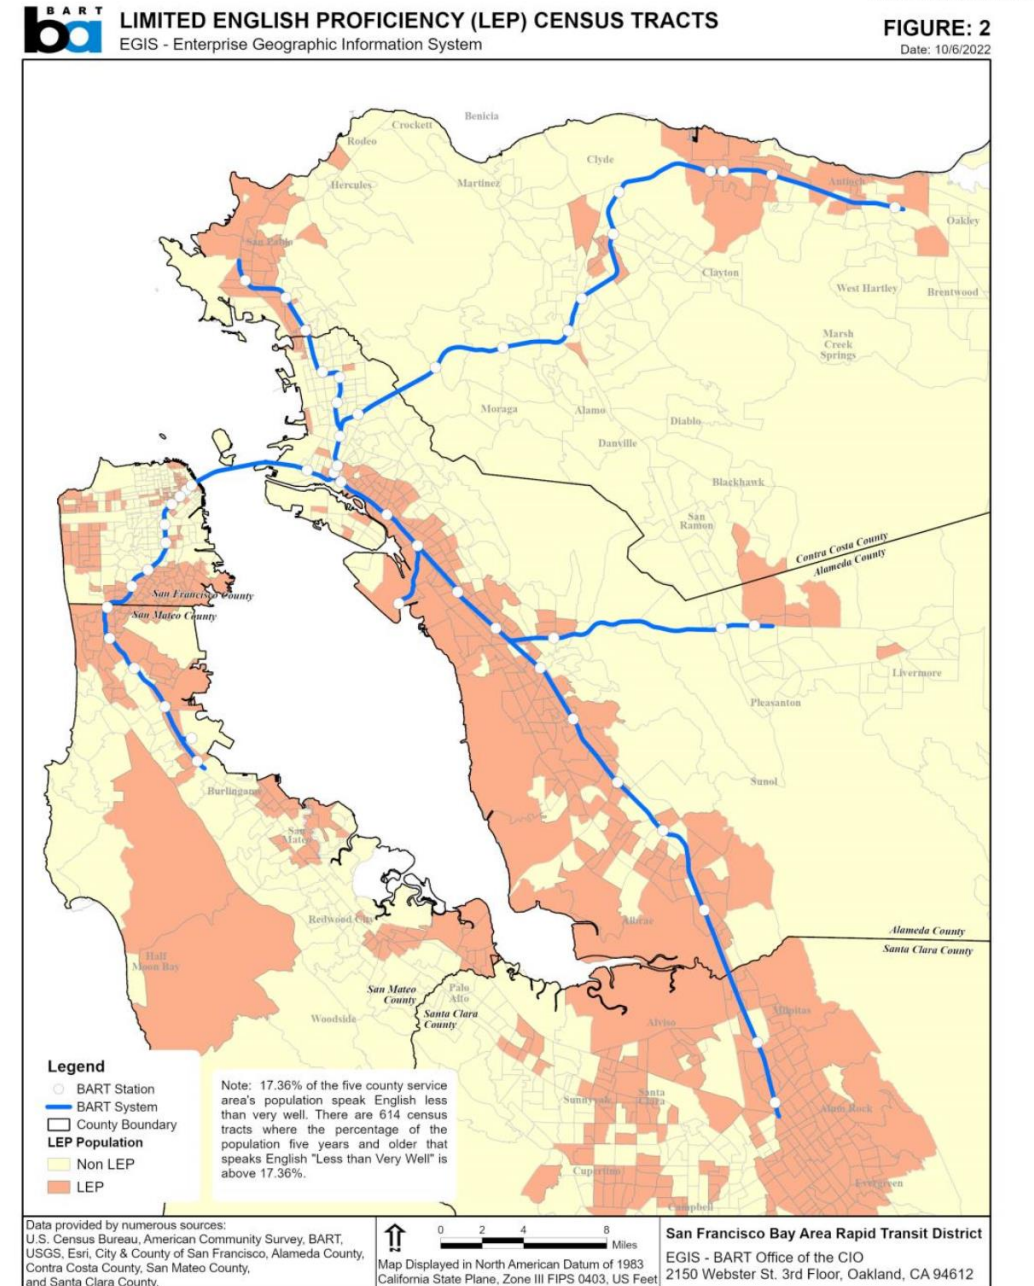 BART
ba
LIMITED ENGLISH PROFICIENCY (LEP) CENSUS TRACTS
EGIS - Enterprise Geographic Information System
FIGURE: 2
Date: 10/6/2022
Benicia
Crockett
Rodeo
Clyde
Hercules
Martinez
Antioch
Oakley
San Pablo
Clayton
West Hartley
Brentwood
Marsh
Creek
Springs
Moraga
Alamo
Diablo
Danville
Blackhawk
San
Ramon
Contra Costa County
Alameda County
San Francisco County
San Mateo County
Livermore
Pleasanton
Sunol
Burlingame
San
Mateo
Redwood City
Albrae
Alameda County
Santa Clara County
Half
Moon Bay
San Mateo
County
Palo
Alto
Santa Clara
County
Woodside
Alviso
Milpitas
Sunnyvale
Santa
Clara
Alum Rock
Cupertino
Evergreen
Campbell
Legend
BART Station
BART System
County Boundary
LEP Population
Non LEP
LEP
Note: 17.36% of the five county service
area's population speak English less
than very well. There are 614 census
tracts where the percentage of the
population five years and older that
speaks English "Less than Very Well" is
above 17.36%.
Data provided by numerous sources:
U.S. Census Bureau, American Community Survey, BART,
USGS, Esri, City & County of San Francisco, Alameda County,
Contra Costa County, San Mateo County,
and Santa Clara County.
0 2 4 8
Miles
Map Displayed in North American Datum of 1983
California State Plane, Zone III FIPS 0403, US Feet
San Francisco Bay Area Rapid Transit District
EGIS - BART Office of the CIO
2150 Webster St. 3rd Floor, Oakland, CA 94612